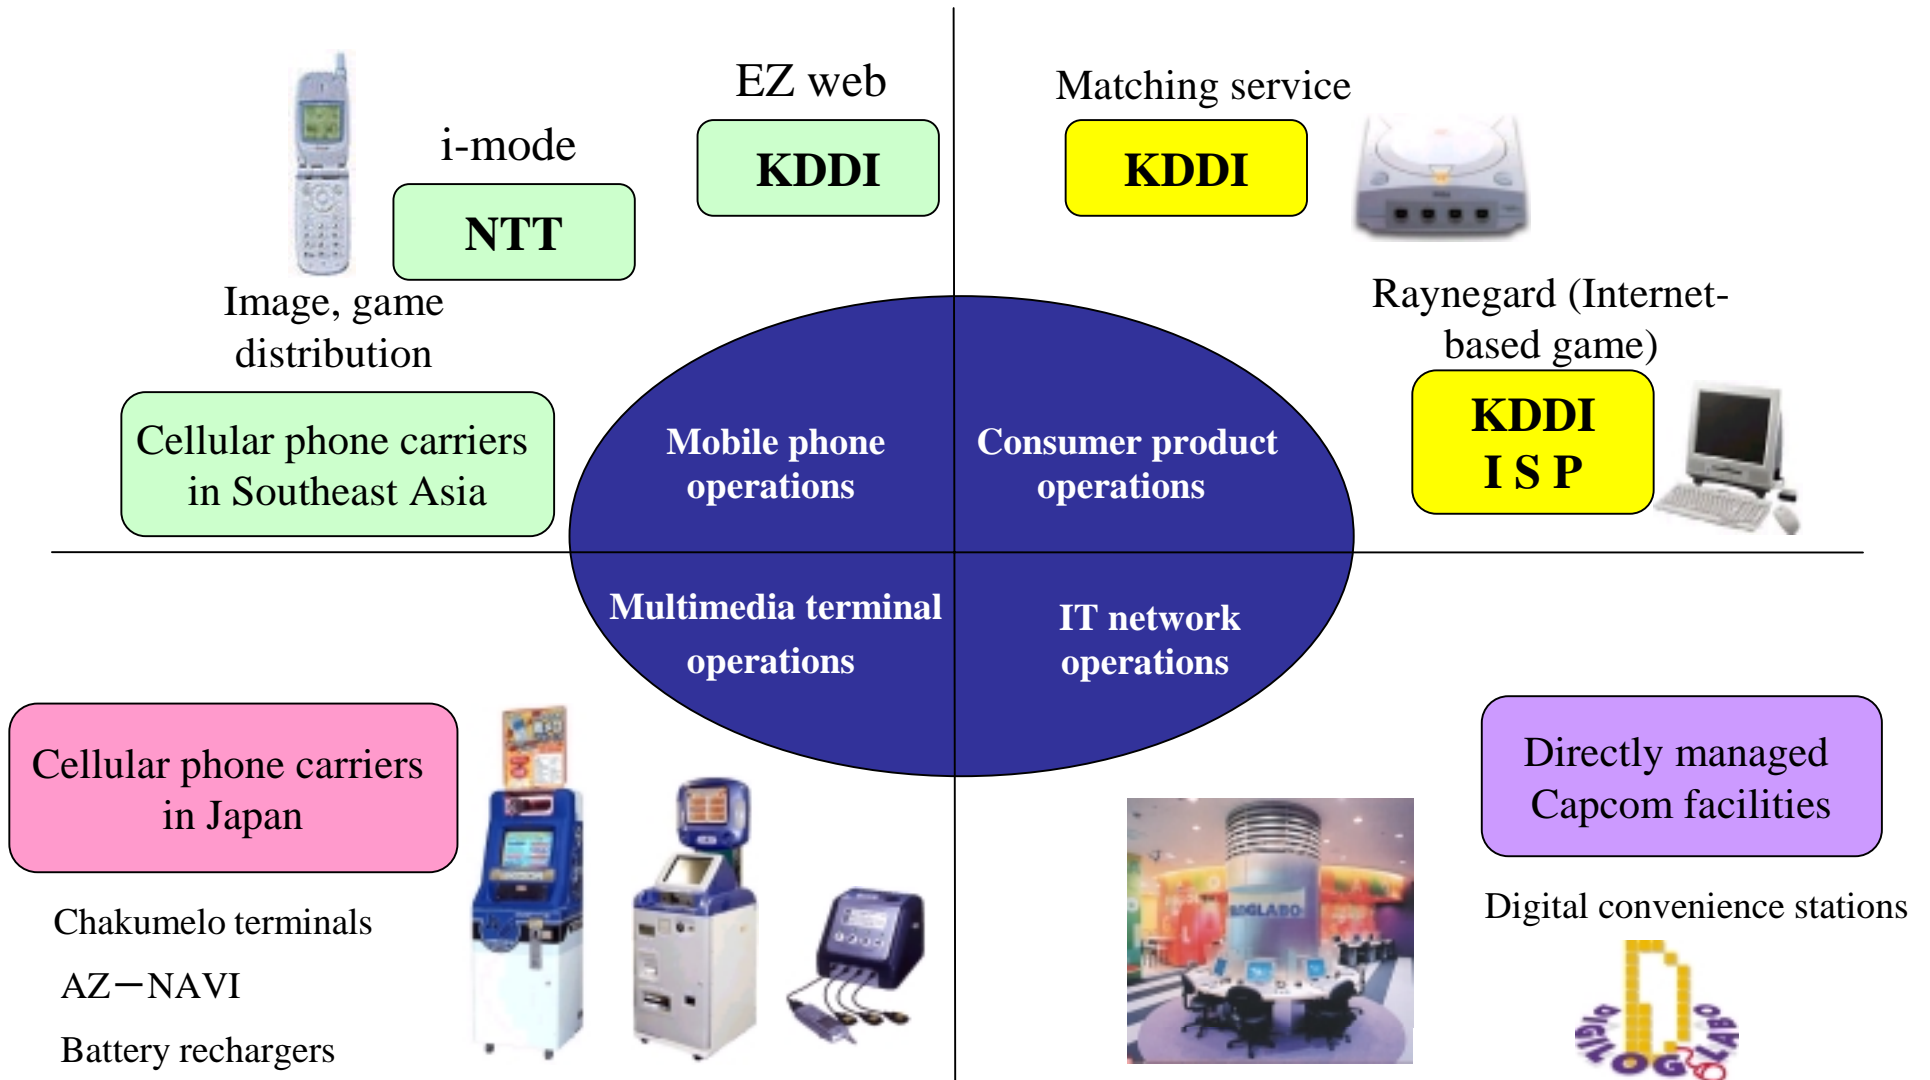 EZ web
KDDI
i-mode
NTT
Image, game
distribution
Cellular phone carriers
in Southeast Asia
Matching service
KDDI
Raynegard (Internet-
based game)
KDDI
I S P
Mobile phone
operations
Consumer product
operations
Multimedia terminal
operations
IT network
operations
Cellular phone carriers
in Japan
Chakumelo terminals
AZ－NAVI
Battery rechargers
Directly managed
Capcom facilities
Digital convenience stations
DIGILOG LABO